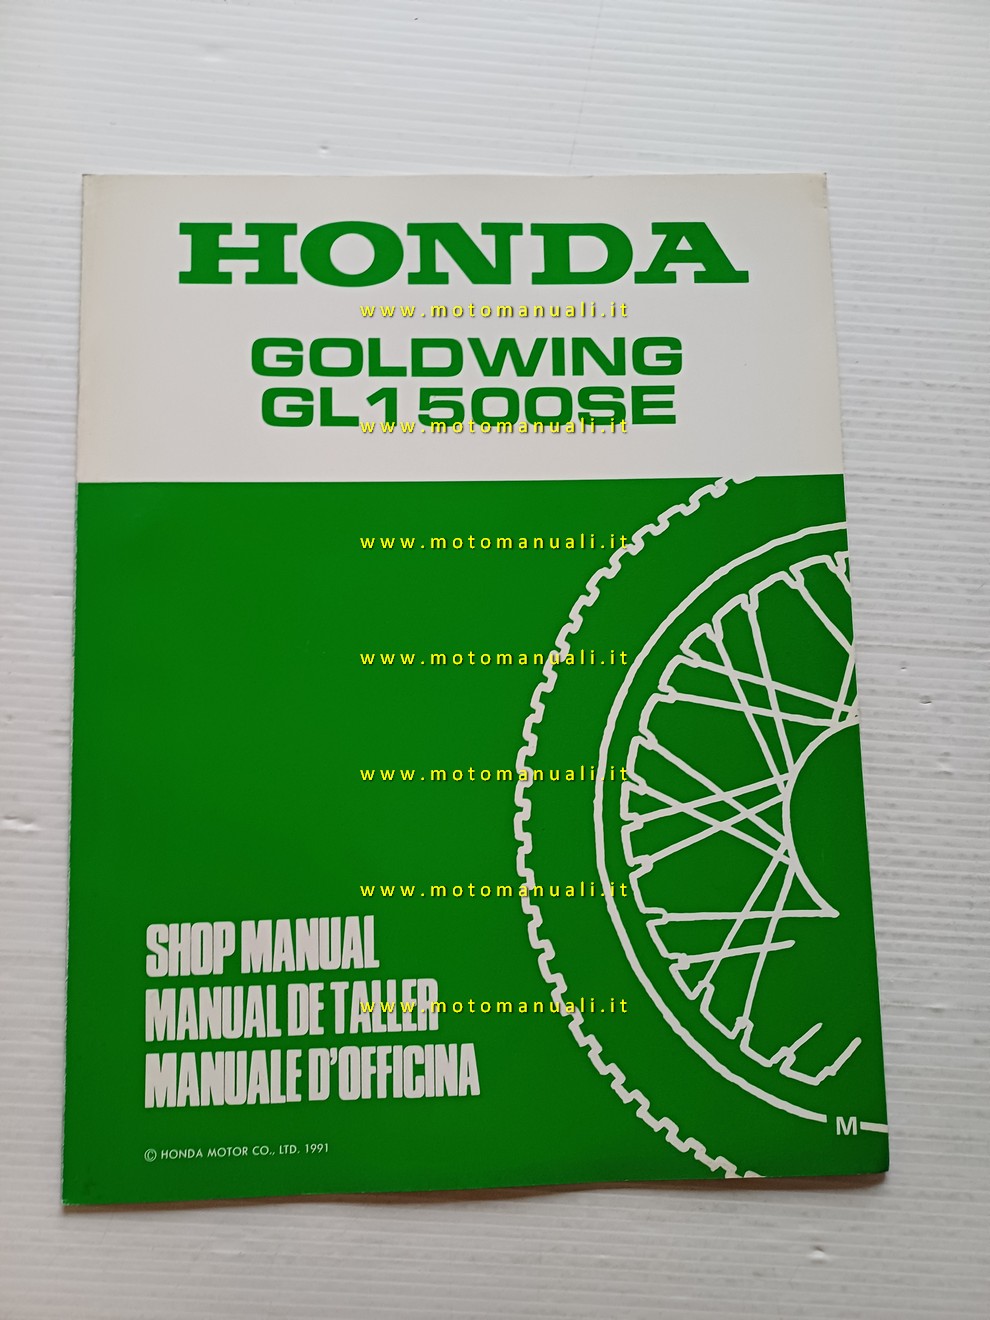 HONDA
www.motomanuali.it
GOLDWING
GL1500SE
www.motomanuali.it
www.motomanuali.it
www.motomanuali.it
www.motomanuali.it
www.motomanuali.it
SHOP MANUAL
MANUAL DE TALLER
www.motomanuali.it
MANUALE D'OFFICINA
M
© HONDA MOTOR CO., LTD. 1991